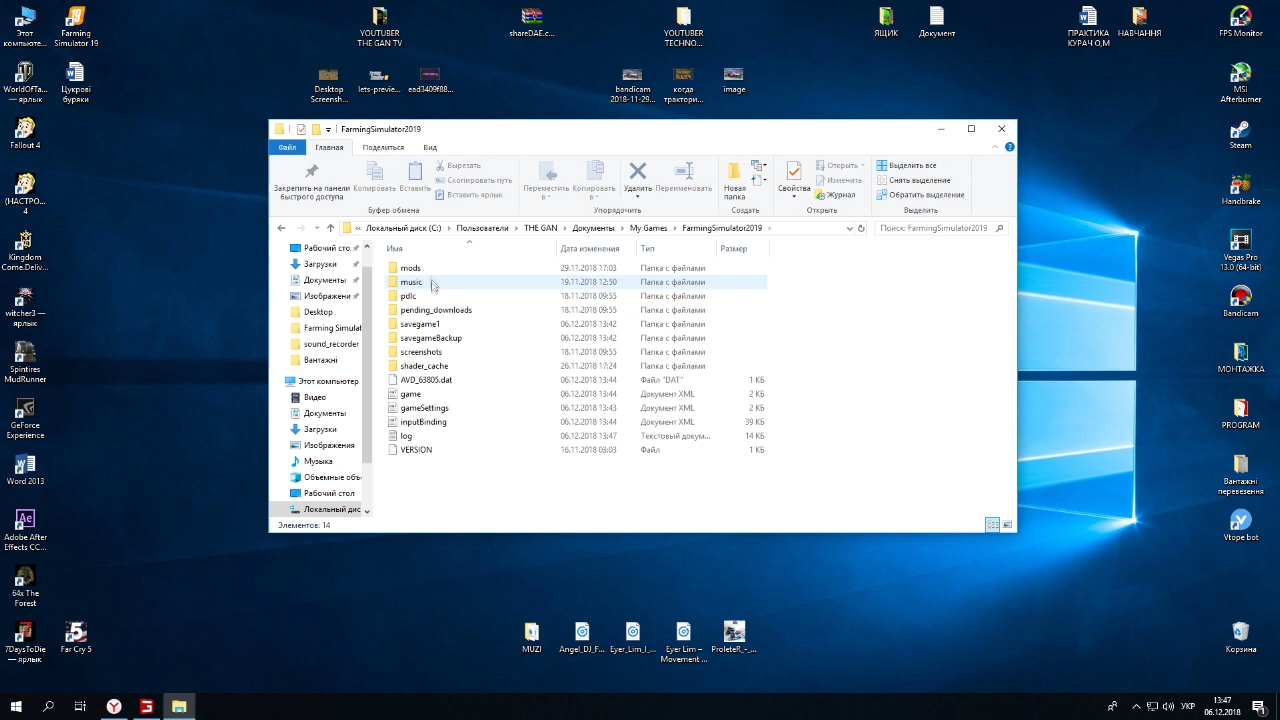 Этот
компьюте...
Farming
Simulator 19
YOUTUBER
THE GAN TV
shareDAE.c...
YOUTUBER
TECHNO...
ЯЩИК
Документ
ПРАКТИКА
КУРАЧ О,М
НАВЧАННЯ
FPS Monitor
WorldOfTa...
— ярлык
Цукрові
буряки
Desktop
Screensh...
lets-previe...
ead3409f88...
bandicam
2018-11-29...
когда
трактори...
image
MSI
Afterburner
Fallout 4
НАСТРОЙ...
4
Kingdom
Come.Deliv...
witcher3 —
ярлык
Spintires
MudRunner
GeForce
Experience
Word 2013
Adobe After
Effects CC...
64x The
Forest
7DaysToDie
— ярлык
Far Cry 5
Steam
Handbrake
Vegas Pro
13.0 (64-bit)
Bandicam
МОНТАЖКА
PROGRAM
Вантажні
перевезення
Vtope bot
Корзина
FarmingSimulator2019
Файл
Главная
Поделиться
Вид
Закрепить на панели
быстрого доступа
Копировать
Вставить
Вырезать
Скопировать путь
Вставить ярлык
Буфер обмена
Переместить
в
Копировать
в
Удалить
Переименовать
Упорядочить
Новая
папка
Создать
Свойства
Открыть
Изменить
Журнал
Открыть
Выделить все
Снять выделение
Обратить выделение
Выделить
« Локальный диск (C:) > Пользователи > THE GAN > Документы > My Games > FarmingSimulator2019 >
Поиск: FarmingSimulator2019
Рабочий сто.
Загрузки
Документы
Изображени
Desktop
Farming Simulat
sound_recorder
Вантажні
Этот компьютер
Видео
Документы
Загрузки
Изображения
Музыка
Объемные объ
Рабочий стол
Локальный дис
Имя Дата изменения Тип Размер
mods 29.11.2018 17:03 Папка с файлами
music 19.11.2018 12:50 Папка с файлами
pdlc 18.11.2018 09:55 Папка с файлами
pending_downloads 18.11.2018 09:55 Папка с файлами
savegame1 06.12.2018 13:42 Папка с файлами
savegameBackup 06.12.2018 13:42 Папка с файлами
screenshots 18.11.2018 09:55 Папка с файлами
shader_cache 26.11.2018 17:24 Папка с файлами
AVD_63805.dat 06.12.2018 13:44 Файл "DAT" 1 КБ
game 06.12.2018 13:44 Документ XML 2 КБ
gameSettings 06.12.2018 13:43 Документ XML 2 КБ
inputBinding 06.12.2018 13:44 Документ XML 39 КБ
log 06.12.2018 13:47 Текстовый докум... 14 КБ
VERSION 16.11.2018 03:03 Файл 1 КБ
Элементов: 14
MUZI
Angel_DJ_F...
Eyer_Lim_I_...
Eyer Lim –
Movement ...
ProleteR_-_...
УКР
13:47
06.12.2018